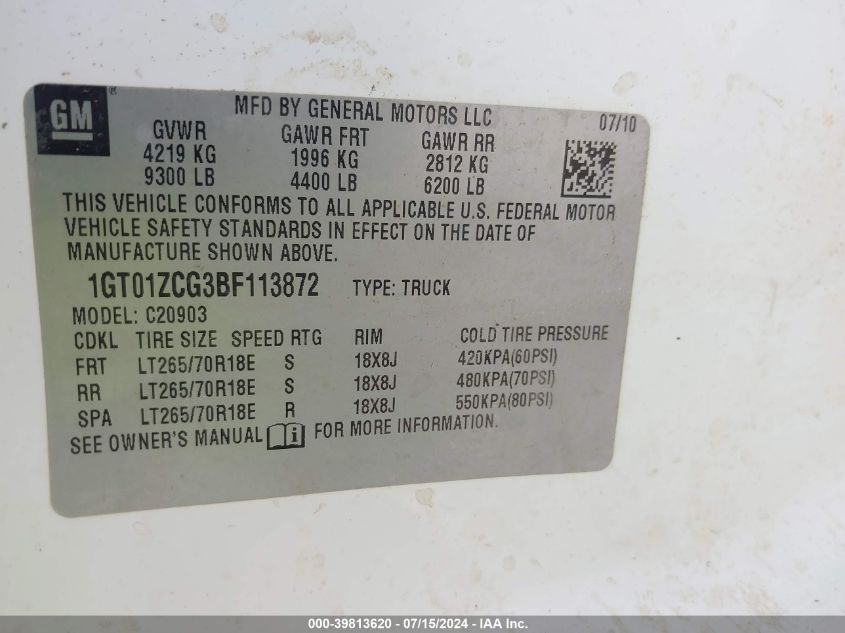 GM®
MFD BY GENERAL MOTORS LLC 07/10
GVWR GAWR FRT GAWR RR
4219 KG 1996 KG 2812 KG
9300 LB 4400 LB 6200 LB
THIS VEHICLE CONFORMS TO ALL APPLICABLE U.S. FEDERAL MOTOR
VEHICLE SAFETY STANDARDS IN EFFECT ON THE DATE OF
MANUFACTURE SHOWN ABOVE.
1GT01ZCG3BF113872 TYPE: TRUCK
MODEL: C20903
CDKL TIRE SIZE SPEED RTG RIM COLD TIRE PRESSURE
FRT LT265/70R18E S 18X8J 420KPA(60PSI)
RR LT265/70R18E S 18X8J 480KPA(70PSI)
SPA LT265/70R18E R 18X8J 550KPA(80PSI)
SEE OWNER'S MANUAL i FOR MORE INFORMATION.
000-39813620 - 07/15/2024 - IAA Inc.